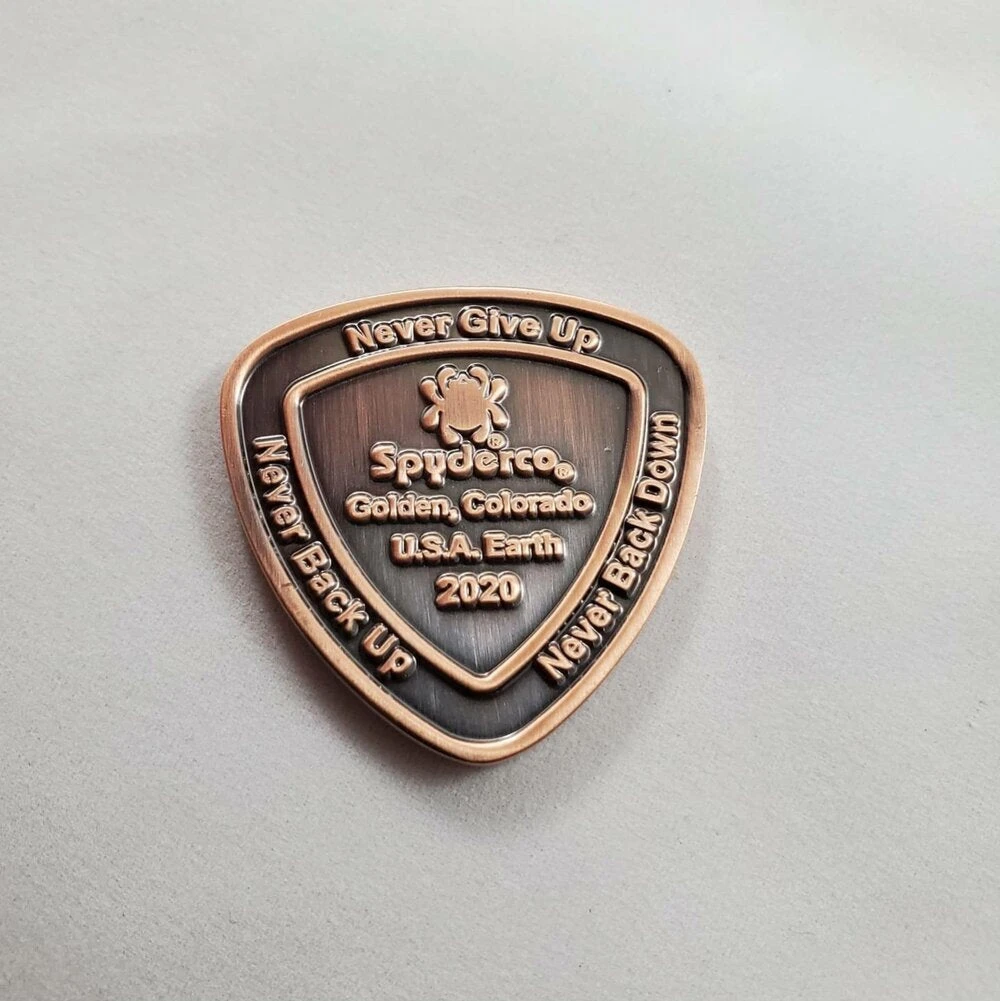 Never Give Up
®
Spyderco®
Golden, Colorado
U.S.A. Earth
2020
Never Back Up
Never Back Down